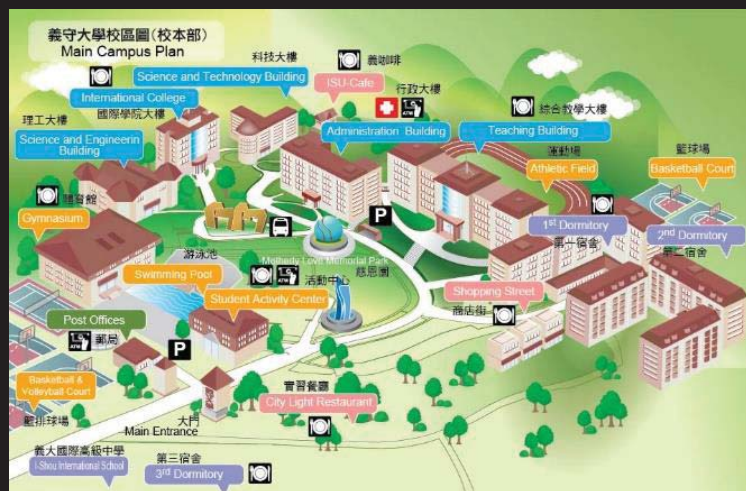 義守大學校區圖(校本部)
Main Campus Plan
科技大樓
Science and Technology Building
義咖啡
ISU-Cafe
International College
國際學院大樓
行政大樓
Administration Building
綜合教學大樓
Teaching Building
理工大樓
Science and Engineerin
Building
運動場
Athletic Field
籃球場
Basketball Court
體育館
Gymnasium
1st Dormitory
第一宿舍
2nd Dormitory
第二宿舍
P
Motherly Love Memorial Park
慈恩園
游泳池
Swimming Pool
ATM
活動中心
Student Activity Center
Shopping Street
商店街
Post Offices
ATM
郵局
P
Basketball &
Volleyball Court
籃排球場
大門
Main Entrance
實習餐廳
City Light Restaurant
義大國際高級中學
I-Shou International School
第三宿舍
3rd Dormitory